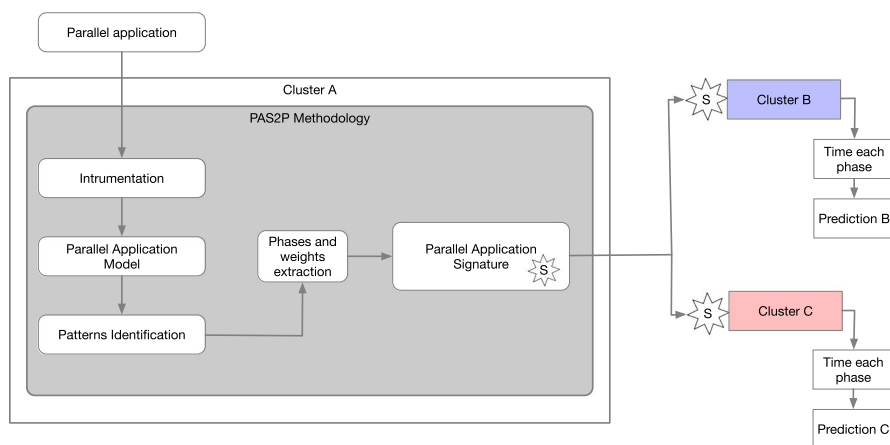 Parallel application
Cluster A
PAS2P Methodology
Intrumentation
Parallel Application
Model
Patterns Identification
Phases and
weights
extraction
Parallel Application
Signature
S
S
Cluster B
Time each
phase
Prediction B
S
Cluster C
Time each
phase
Prediction C